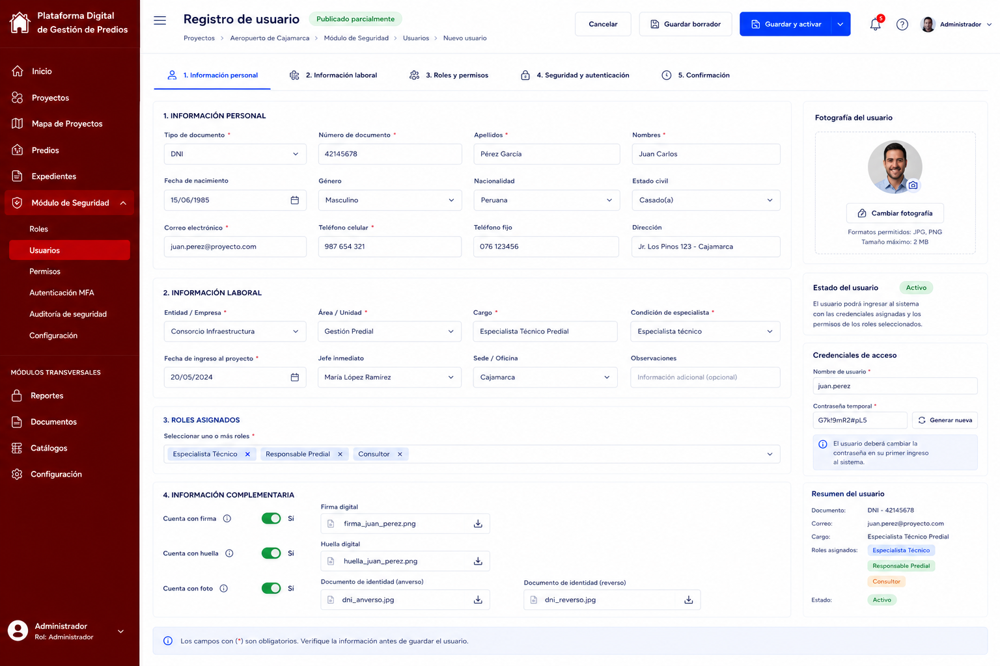 Plataforma Digital
de Gestión de Predios
Inicio
Proyectos
Mapa de Proyectos
Predios
Expedientes
Módulo de Seguridad
Roles
Usuarios
Permisos
Autenticación MFA
Auditoría de seguridad
Configuración
MÓDULOS TRANSVERSALES
Reportes
Documentos
Catálogos
Configuración
Administrador
Rol: Administrador
Registro de usuario
Publicado parcialmente
Proyectos > Aeropuerto de Cajamarca > Módulo de Seguridad > Usuarios > Nuevo usuario
Cancelar
Guardar borrador
Guardar y activar
5
Administrador
1. Información personal
2. Información laboral
3. Roles y permisos
4. Seguridad y autenticación
5. Confirmación
1. INFORMACIÓN PERSONAL
Tipo de documento * Número de documento * Apellidos * Nombres *
DNI 42145678 Pérez García Juan Carlos
Fecha de nacimiento Género Nacionalidad Estado civil
15/06/1985 Masculino Peruana Casado(a)
Correo electrónico * Teléfono celular * Teléfono fijo Dirección
juan.perez@proyecto.com 987 654 321 076 123456 Jr. Los Pinos 123 - Cajamarca
2. INFORMACIÓN LABORAL
Entidad / Empresa * Área / Unidad * Cargo * Condición de especialista *
Consorcio Infraestructura Gestión Predial Especialista Técnico Predial Especialista técnico
Fecha de ingreso al proyecto * Jefe inmediato Sede / Oficina Observaciones
20/05/2024 María López Ramírez Cajamarca Información adicional (opcional)
3. ROLES ASIGNADOS
Seleccionar uno o más roles *
Especialista Técnico × Responsable Predial × Consultor ×
4. INFORMACIÓN COMPLEMENTARIA
Cuenta con firma Sí
Firma digital
firma_juan_perez.png
Cuenta con huella Sí
Huella digital
huella_juan_perez.png
Cuenta con foto Sí
Documento de identidad (anverso)
dni_anverso.jpg
Documento de identidad (reverso)
dni_reverso.jpg
Los campos con (*) son obligatorios. Verifique la información antes de guardar el usuario.
Fotografía del usuario
Cambiar fotografía
Formatos permitidos: JPG, PNG
Tamaño máximo: 2 MB
Estado del usuario Activo
El usuario podrá ingresar al sistema
con las credenciales asignadas y los
permisos de los roles seleccionados.
Credenciales de acceso
Nombre de usuario *
juan.perez
Contraseña temporal *
G7k!9mR2#pL5
Generar nueva
El usuario deberá cambiar la
contraseña en su primer ingreso
al sistema.
Resumen del usuario
Documento: DNI - 42145678
Correo: juan.perez@proyecto.com
Cargo: Especialista Técnico Predial
Roles asignados: Especialista Técnico
Responsable Predial
Consultor
Estado: Activo